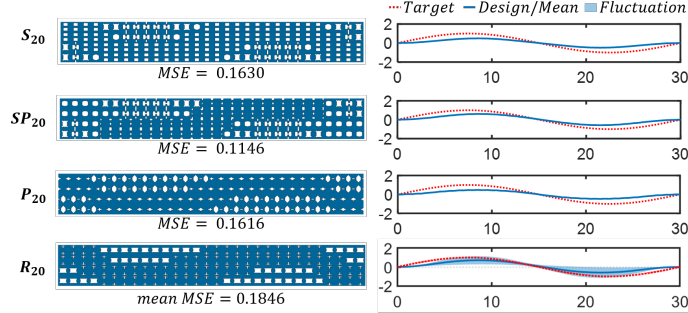 Target Design/Mean Fluctuation
S20
MSE = 0.1630
2
0
-2
0 10 20 30
SP20
MSE = 0.1146
2
0
-2
0 10 20 30
P20
MSE = 0.1616
2
0
-2
0 10 20 30
R20
mean MSE = 0.1846
2
0
-2
0 10 20 30